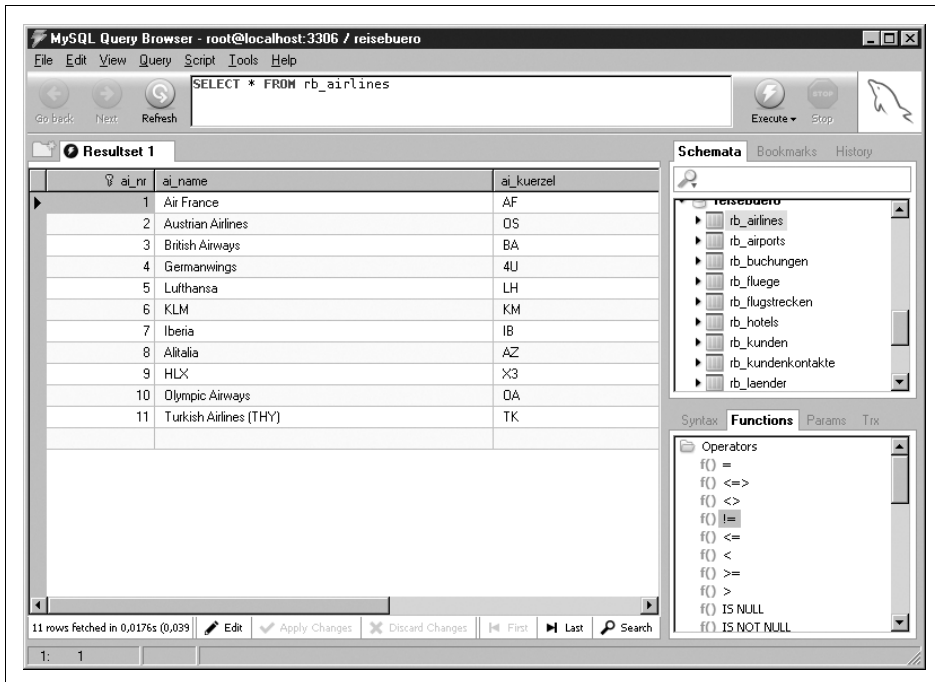 MySQL Query Browser - root@localhost:3306 / reisebuero
File Edit View Query Script Tools Help
SELECT * FROM rb_airlines
Go back Next Refresh Execute Stop
STOP
Resultset 1
ai_nr ai_name ai_kuerzel
1 Air France AF
2 Austrian Airlines OS
3 British Airways BA
4 Germanwings 4U
5 Lufthansa LH
6 KLM KM
7 Iberia IB
8 Alitalia AZ
9 HLX X3
10 Olympic Airways OA
11 Turkish Airlines (THY) TK
Schemata Bookmarks History
reisebuero
rb_airlines
rb_airports
rb_buchungen
rb_fluege
rb_flugstrecken
rb_hotels
rb_kunden
rb_kundenkontakte
rb_laender
Syntax Functions Params Trx
Operators
f() =
f() <=>
f() <>
f() !=
f() <=
f() <
f() >=
f() >
f() IS NULL
f() IS NOT NULL
11 rows fetched in 0,0176s (0,039 Edit Apply Changes Discard Changes First Last Search
1: 1